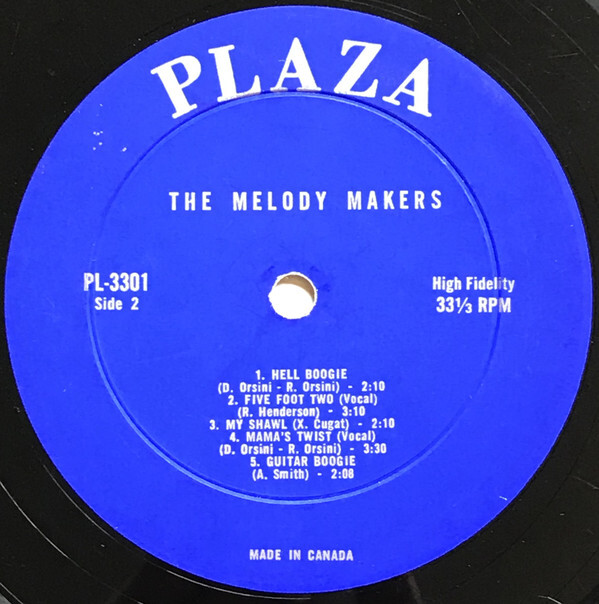 PLAZA
THE MELODY MAKERS
PL-3301
Side 2
High Fidelity
33⅓ RPM
1. HELL BOOGIE
(D. Orsini - R. Orsini) - 2:10
2. FIVE FOOT TWO (Vocal)
(R. Henderson) - 3:10
3. MY SHAWL (X. Cugat) - 2:10
4. MAMA'S TWIST (Vocal)
(D. Orsini - R. Orsini) - 3:30
5. GUITAR BOOGIE
(A. Smith) - 2:08
MADE IN CANADA